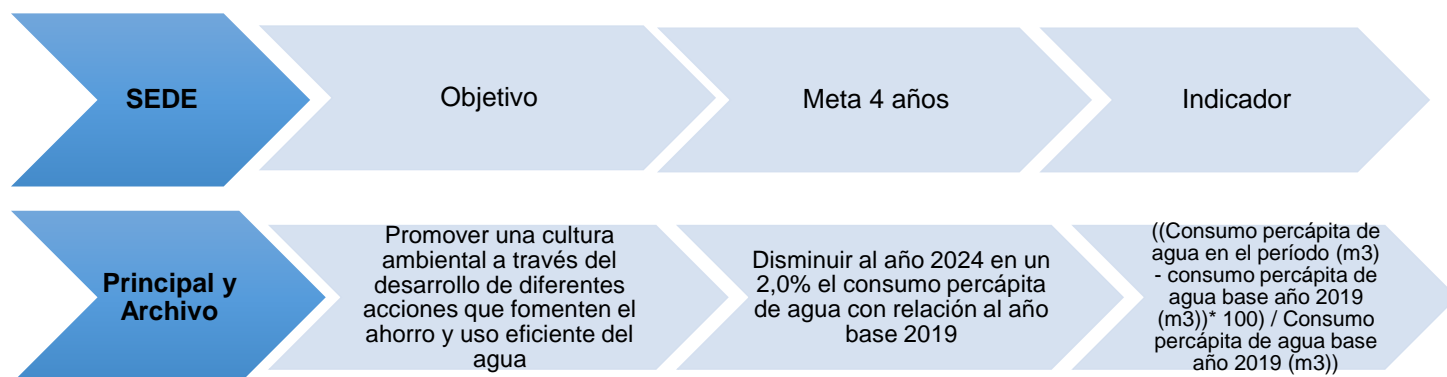 SEDE
Objetivo
Meta 4 años
Indicador
Principal y
Archivo
Promover una cultura
ambiental a través del
desarrollo de diferentes
acciones que fomenten el
ahorro y uso eficiente del
agua
Disminuir al año 2024 en un
2,0% el consumo percápita
de agua con relación al año
base 2019
((Consumo percápita de
agua en el período (m3)
- consumo percápita de
agua base año 2019
(m3))* 100) / Consumo
percápita de agua base
año 2019 (m3))